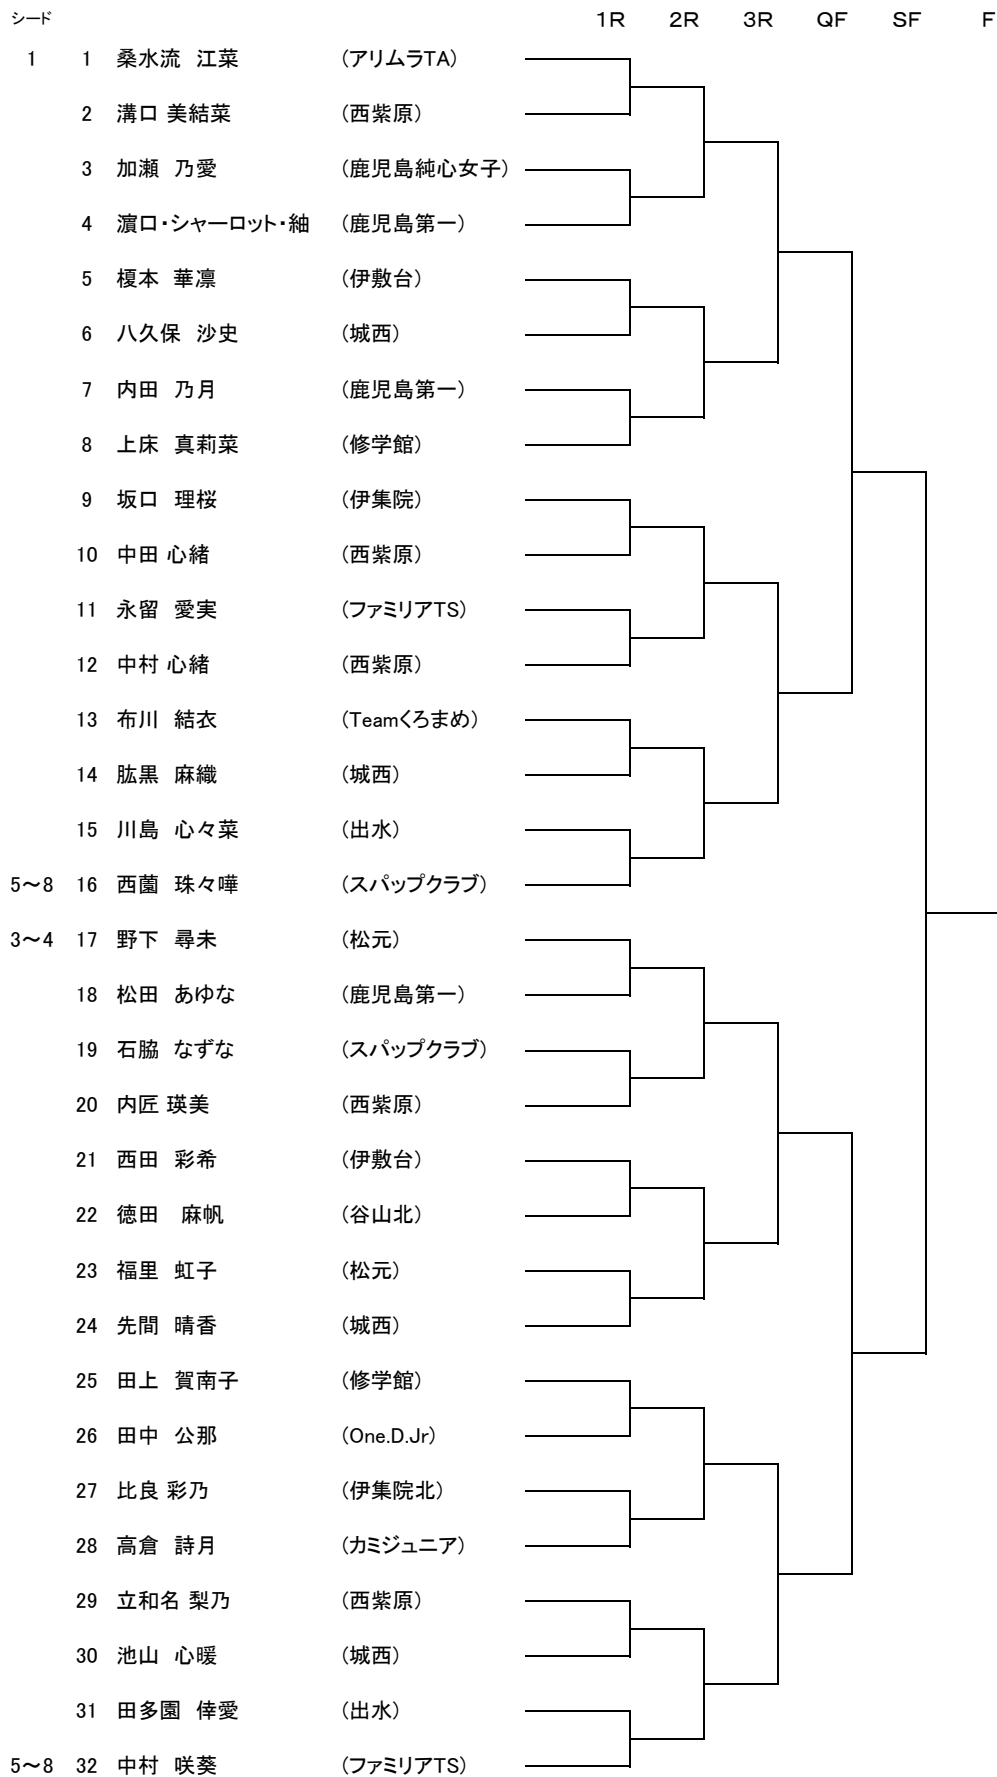 シード 1R 2R 3R QF SF F
1 1 桑水流 江菜 (アリムラTA)
2 溝口 美結菜 (西紫原)
3 加瀬 乃愛 (鹿児島純心女子)
4 濵口・シャーロット・紬 (鹿児島第一)
5 榎本 華凛 (伊敷台)
6 八久保 沙史 (城西)
7 内田 乃月 (鹿児島第一)
8 上床 真莉菜 (修学館)
9 坂口 理桜 (伊集院)
10 中田 心緒 (西紫原)
11 永留 愛実 (ファミリアTS)
12 中村 心緒 (西紫原)
13 布川 結衣 (Teamくろまめ)
14 肱黒 麻織 (城西)
15 川島 心々菜 (出水)
5～8 16 西薗 珠々嘩 (スパップクラブ)
3～4 17 野下 尋未 (松元)
18 松田 あゆな (鹿児島第一)
19 石脇 なずな (スパップクラブ)
20 内匠 瑛美 (西紫原)
21 西田 彩希 (伊敷台)
22 徳田 麻帆 (谷山北)
23 福里 虹子 (松元)
24 先間 晴香 (城西)
25 田上 賀南子 (修学館)
26 田中 公那 (One.D.Jr)
27 比良 彩乃 (伊集院北)
28 高倉 詩月 (カミジュニア)
29 立和名 梨乃 (西紫原)
30 池山 心暖 (城西)
31 田多園 倖愛 (出水)
5～8 32 中村 咲葵 (ファミリアTS)